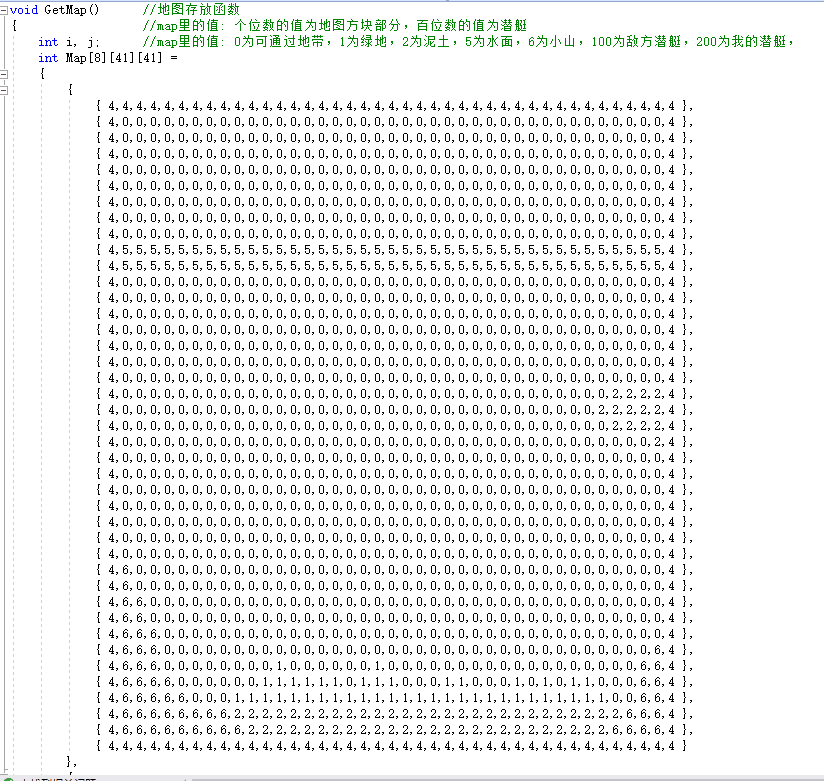 void GetMap()      //地图存放函数
{                  //map里的值: 个位数的值为地图方块部分，百位数的值为潜艇
int i, j;      //map里的值: 0为可通过地带，1为绿地，2为泥土，5为水面，6为小山，100为敌方潜艇，200为我的潜艇，
int Map[8][41][41] =
{
{
{ 4,4,4,4,4,4,4,4,4,4,4,4,4,4,4,4,4,4,4,4,4,4,4,4,4,4,4,4,4,4,4,4,4,4,4,4,4,4,4,4,4 },
{ 4,0,0,0,0,0,0,0,0,0,0,0,0,0,0,0,0,0,0,0,0,0,0,0,0,0,0,0,0,0,0,0,0,0,0,0,0,0,0,0,4 },
{ 4,0,0,0,0,0,0,0,0,0,0,0,0,0,0,0,0,0,0,0,0,0,0,0,0,0,0,0,0,0,0,0,0,0,0,0,0,0,0,0,4 },
{ 4,0,0,0,0,0,0,0,0,0,0,0,0,0,0,0,0,0,0,0,0,0,0,0,0,0,0,0,0,0,0,0,0,0,0,0,0,0,0,0,4 },
{ 4,0,0,0,0,0,0,0,0,0,0,0,0,0,0,0,0,0,0,0,0,0,0,0,0,0,0,0,0,0,0,0,0,0,0,0,0,0,0,0,4 },
{ 4,0,0,0,0,0,0,0,0,0,0,0,0,0,0,0,0,0,0,0,0,0,0,0,0,0,0,0,0,0,0,0,0,0,0,0,0,0,0,0,4 },
{ 4,0,0,0,0,0,0,0,0,0,0,0,0,0,0,0,0,0,0,0,0,0,0,0,0,0,0,0,0,0,0,0,0,0,0,0,0,0,0,0,4 },
{ 4,0,0,0,0,0,0,0,0,0,0,0,0,0,0,0,0,0,0,0,0,0,0,0,0,0,0,0,0,0,0,0,0,0,0,0,0,0,0,0,4 },
{ 4,0,0,0,0,0,0,0,0,0,0,0,0,0,0,0,0,0,0,0,0,0,0,0,0,0,0,0,0,0,0,0,0,0,0,0,0,0,0,0,4 },
{ 4,5,5,5,5,5,5,5,5,5,5,5,5,5,5,5,5,5,5,5,5,5,5,5,5,5,5,5,5,5,5,5,5,5,5,5,5,5,5,5,4 },
{ 4,5,5,5,5,5,5,5,5,5,5,5,5,5,5,5,5,5,5,5,5,5,5,5,5,5,5,5,5,5,5,5,5,5,5,5,5,5,5,5,4 },
{ 4,0,0,0,0,0,0,0,0,0,0,0,0,0,0,0,0,0,0,0,0,0,0,0,0,0,0,0,0,0,0,0,0,0,0,0,0,0,0,0,4 },
{ 4,0,0,0,0,0,0,0,0,0,0,0,0,0,0,0,0,0,0,0,0,0,0,0,0,0,0,0,0,0,0,0,0,0,0,0,0,0,0,0,4 },
{ 4,0,0,0,0,0,0,0,0,0,0,0,0,0,0,0,0,0,0,0,0,0,0,0,0,0,0,0,0,0,0,0,0,0,0,0,0,0,0,0,4 },
{ 4,0,0,0,0,0,0,0,0,0,0,0,0,0,0,0,0,0,0,0,0,0,0,0,0,0,0,0,0,0,0,0,0,0,0,0,0,0,0,0,4 },
{ 4,0,0,0,0,0,0,0,0,0,0,0,0,0,0,0,0,0,0,0,0,0,0,0,0,0,0,0,0,0,0,0,0,0,0,0,0,0,0,0,4 },
{ 4,0,0,0,0,0,0,0,0,0,0,0,0,0,0,0,0,0,0,0,0,0,0,0,0,0,0,0,0,0,0,0,0,0,0,0,0,0,0,0,4 },
{ 4,0,0,0,0,0,0,0,0,0,0,0,0,0,0,0,0,0,0,0,0,0,0,0,0,0,0,0,0,0,0,0,0,0,0,0,0,0,0,0,4 },
{ 4,0,0,0,0,0,0,0,0,0,0,0,0,0,0,0,0,0,0,0,0,0,0,0,0,0,0,0,0,0,0,0,0,0,0,0,2,2,2,2,4 },
{ 4,0,0,0,0,0,0,0,0,0,0,0,0,0,0,0,0,0,0,0,0,0,0,0,0,0,0,0,0,0,0,0,0,0,0,2,2,2,2,2,4 },
{ 4,0,0,0,0,0,0,0,0,0,0,0,0,0,0,0,0,0,0,0,0,0,0,0,0,0,0,0,0,0,0,0,0,0,0,0,2,2,2,2,4 },
{ 4,0,0,0,0,0,0,0,0,0,0,0,0,0,0,0,0,0,0,0,0,0,0,0,0,0,0,0,0,0,0,0,0,0,0,0,0,0,0,2,4 },
{ 4,0,0,0,0,0,0,0,0,0,0,0,0,0,0,0,0,0,0,0,0,0,0,0,0,0,0,0,0,0,0,0,0,0,0,0,0,0,0,0,4 },
{ 4,0,0,0,0,0,0,0,0,0,0,0,0,0,0,0,0,0,0,0,0,0,0,0,0,0,0,0,0,0,0,0,0,0,0,0,0,0,0,0,4 },
{ 4,0,0,0,0,0,0,0,0,0,0,0,0,0,0,0,0,0,0,0,0,0,0,0,0,0,0,0,0,0,0,0,0,0,0,0,0,0,0,0,4 },
{ 4,0,0,0,0,0,0,0,0,0,0,0,0,0,0,0,0,0,0,0,0,0,0,0,0,0,0,0,0,0,0,0,0,0,0,0,0,0,0,0,4 },
{ 4,0,0,0,0,0,0,0,0,0,0,0,0,0,0,0,0,0,0,0,0,0,0,0,0,0,0,0,0,0,0,0,0,0,0,0,0,0,0,0,4 },
{ 4,0,0,0,0,0,0,0,0,0,0,0,0,0,0,0,0,0,0,0,0,0,0,0,0,0,0,0,0,0,0,0,0,0,0,0,0,0,0,0,4 },
{ 4,0,0,0,0,0,0,0,0,0,0,0,0,0,0,0,0,0,0,0,0,0,0,0,0,0,0,0,0,0,0,0,0,0,0,0,0,0,0,0,4 },
{ 4,6,0,0,0,0,0,0,0,0,0,0,0,0,0,0,0,0,0,0,0,0,0,0,0,0,0,0,0,0,0,0,0,0,0,0,0,0,0,0,4 },
{ 4,6,0,0,0,0,0,0,0,0,0,0,0,0,0,0,0,0,0,0,0,0,0,0,0,0,0,0,0,0,0,0,0,0,0,0,0,0,0,0,4 },
{ 4,6,6,0,0,0,0,0,0,0,0,0,0,0,0,0,0,0,0,0,0,0,0,0,0,0,0,0,0,0,0,0,0,0,0,0,0,0,0,0,4 },
{ 4,6,6,0,0,0,0,0,0,0,0,0,0,0,0,0,0,0,0,0,0,0,0,0,0,0,0,0,0,0,0,0,0,0,0,0,0,0,0,0,4 },
{ 4,6,6,6,0,0,0,0,0,0,0,0,0,0,0,0,0,0,0,0,0,0,0,0,0,0,0,0,0,0,0,0,0,0,0,0,0,0,0,0,4 },
{ 4,6,6,6,0,0,0,0,0,0,0,0,0,0,0,0,0,0,0,0,0,0,0,0,0,0,0,0,0,0,0,0,0,0,0,0,0,0,0,6,4 },
{ 4,6,6,6,0,0,0,0,0,0,0,0,1,0,0,0,0,0,0,1,0,0,0,0,0,0,0,0,0,0,0,0,0,0,0,0,0,0,6,6,4 },
{ 4,6,6,6,0,0,0,0,0,0,0,1,1,1,1,1,1,0,1,1,1,0,0,0,1,1,0,0,0,1,0,1,0,1,1,0,0,0,6,6,4 },
{ 4,6,6,6,6,6,0,0,0,1,1,1,1,1,1,1,1,1,1,1,1,1,1,1,1,1,1,1,1,1,1,1,1,1,1,1,0,0,6,6,4 },
{ 4,6,6,6,6,6,6,6,6,2,2,2,2,2,2,2,2,2,2,2,2,2,2,2,2,2,2,2,2,2,2,2,2,2,2,2,2,6,6,6,4 },
{ 4,6,6,6,6,6,6,6,6,2,2,2,2,2,2,2,2,2,2,2,2,2,2,2,2,2,2,2,2,2,2,2,2,2,2,2,2,6,6,6,4 },
{ 4,4,4,4,4,4,4,4,4,4,4,4,4,4,4,4,4,4,4,4,4,4,4,4,4,4,4,4,4,4,4,4,4,4,4,4,4,4,4,4,4 }
},